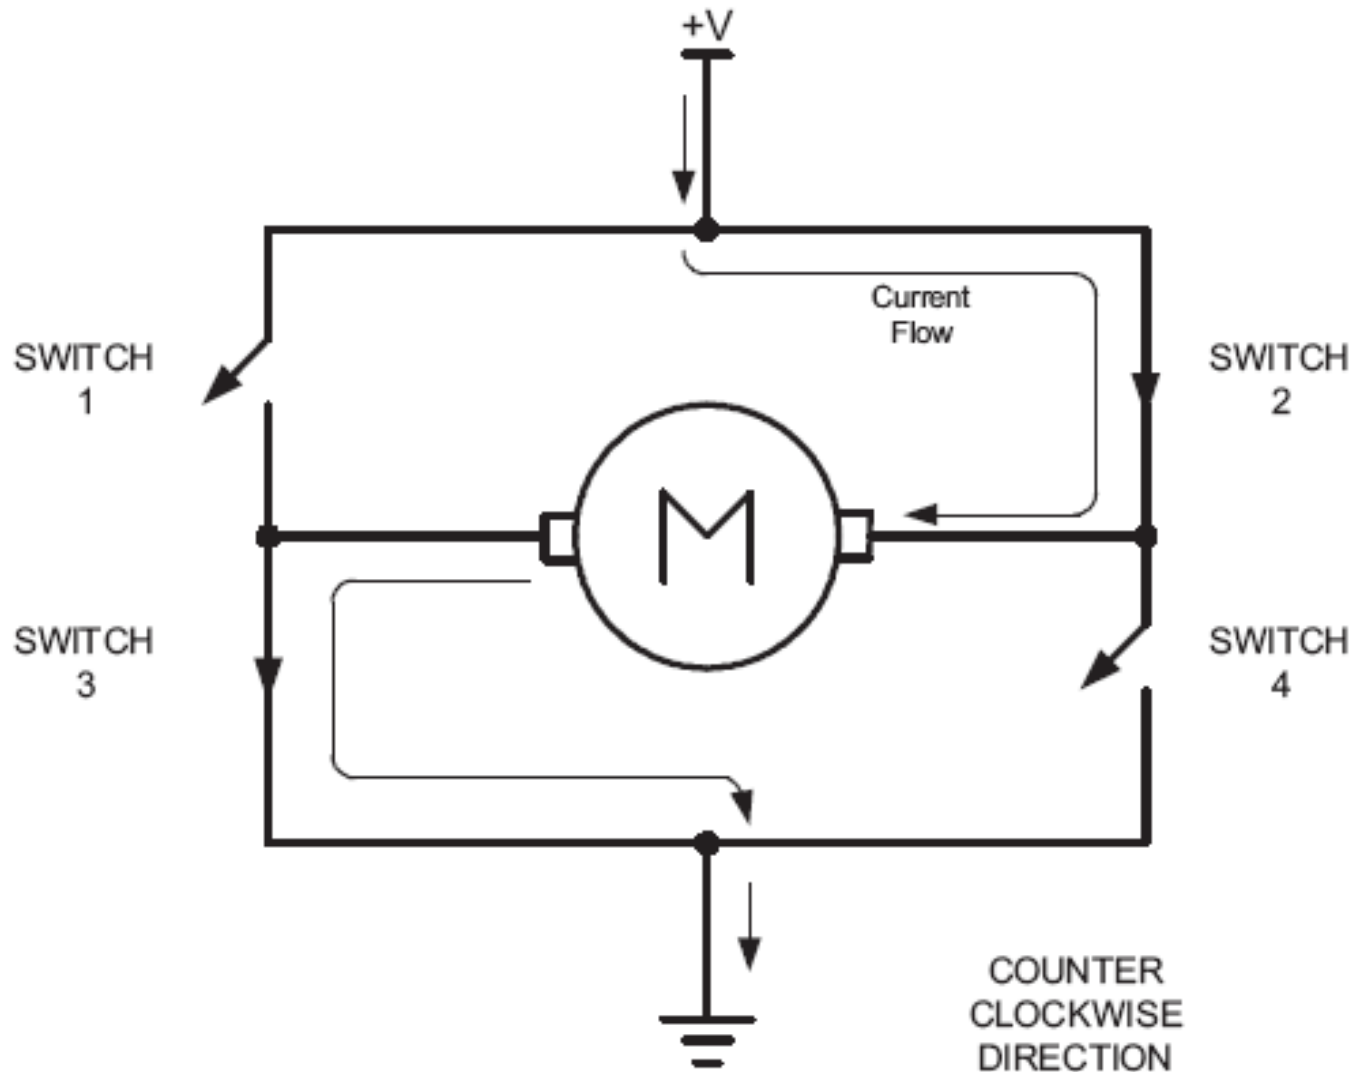 +V
Current
Flow
SWITCH
1
SWITCH
2
M
SWITCH
3
SWITCH
4
COUNTER
CLOCKWISE
DIRECTION